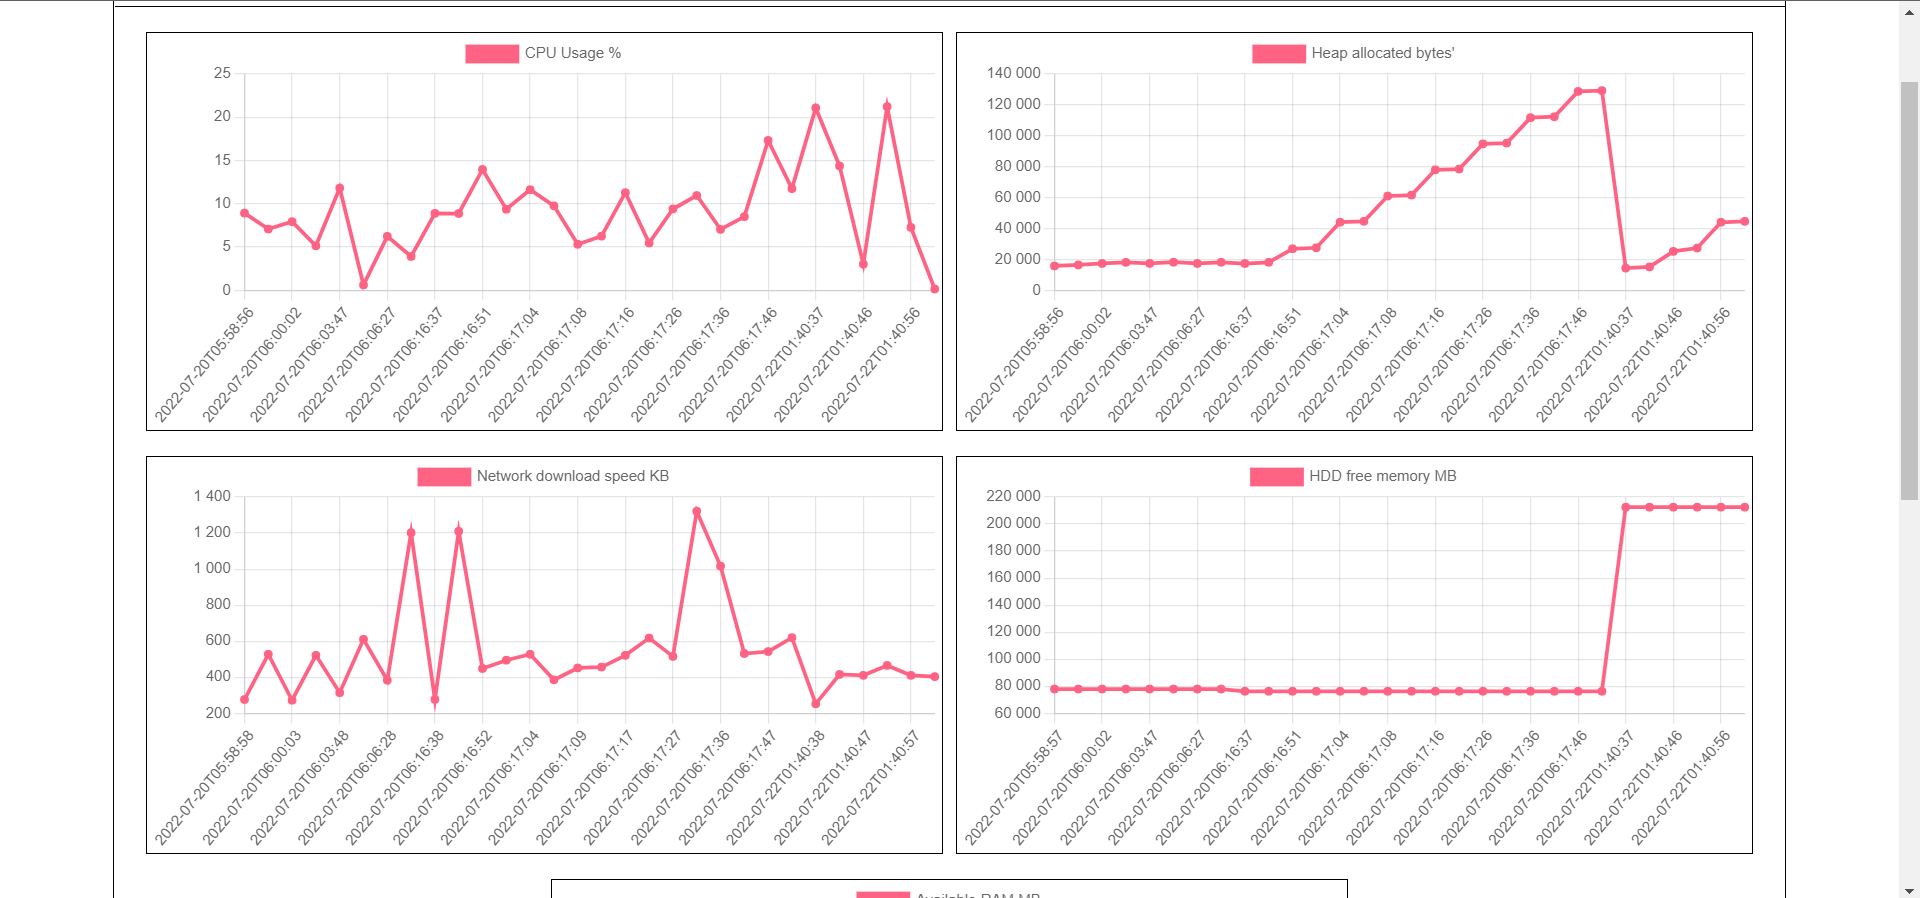 CPU Usage %
25
20
15
10
5
0
2022-07-20T05:58:56
2022-07-20T06:00:02
2022-07-20T06:03:47
2022-07-20T06:06:27
2022-07-20T06:16:37
2022-07-20T06:16:51
2022-07-20T06:17:04
2022-07-20T06:17:08
2022-07-20T06:17:16
2022-07-20T06:17:26
2022-07-20T06:17:36
2022-07-20T06:17:46
2022-07-22T01:40:37
2022-07-22T01:40:46
2022-07-22T01:40:56
Heap allocated bytes'
140 000
120 000
100 000
80 000
60 000
40 000
20 000
0
2022-07-20T05:58:56
2022-07-20T06:00:02
2022-07-20T06:03:47
2022-07-20T06:06:27
2022-07-20T06:16:37
2022-07-20T06:16:51
2022-07-20T06:17:04
2022-07-20T06:17:08
2022-07-20T06:17:16
2022-07-20T06:17:26
2022-07-20T06:17:36
2022-07-20T06:17:46
2022-07-22T01:40:37
2022-07-22T01:40:46
2022-07-22T01:40:56
Network download speed KB
1 400
1 200
1 000
800
600
400
200
2022-07-20T05:58:58
2022-07-20T06:00:03
2022-07-20T06:03:48
2022-07-20T06:06:28
2022-07-20T06:16:38
2022-07-20T06:16:52
2022-07-20T06:17:04
2022-07-20T06:17:09
2022-07-20T06:17:17
2022-07-20T06:17:27
2022-07-20T06:17:36
2022-07-20T06:17:47
2022-07-22T01:40:38
2022-07-22T01:40:47
2022-07-22T01:40:57
HDD free memory MB
220 000
200 000
180 000
160 000
140 000
120 000
100 000
80 000
60 000
2022-07-20T05:58:57
2022-07-20T06:00:02
2022-07-20T06:03:47
2022-07-20T06:06:27
2022-07-20T06:16:37
2022-07-20T06:16:51
2022-07-20T06:17:04
2022-07-20T06:17:08
2022-07-20T06:17:16
2022-07-20T06:17:26
2022-07-20T06:17:36
2022-07-20T06:17:46
2022-07-22T01:40:37
2022-07-22T01:40:46
2022-07-22T01:40:56
Available RAM MB